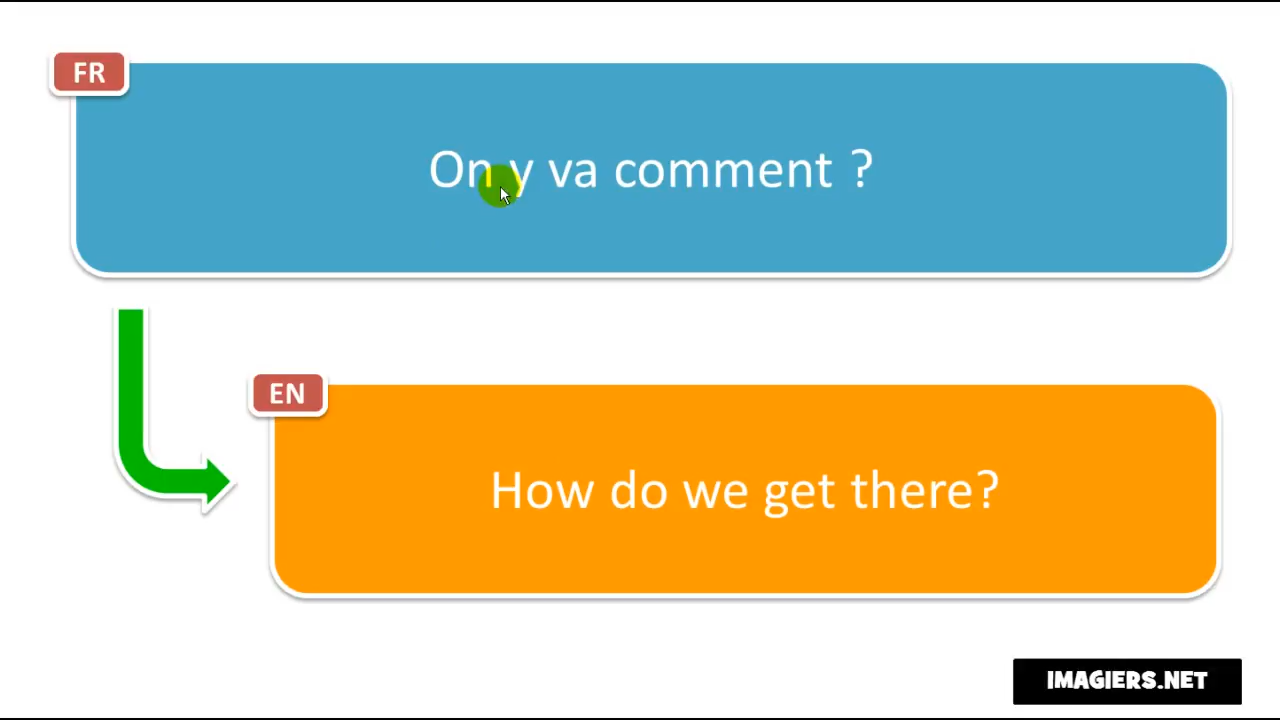 FR
On y va comment ?
EN
How do we get there?
IMAGIERS.NET